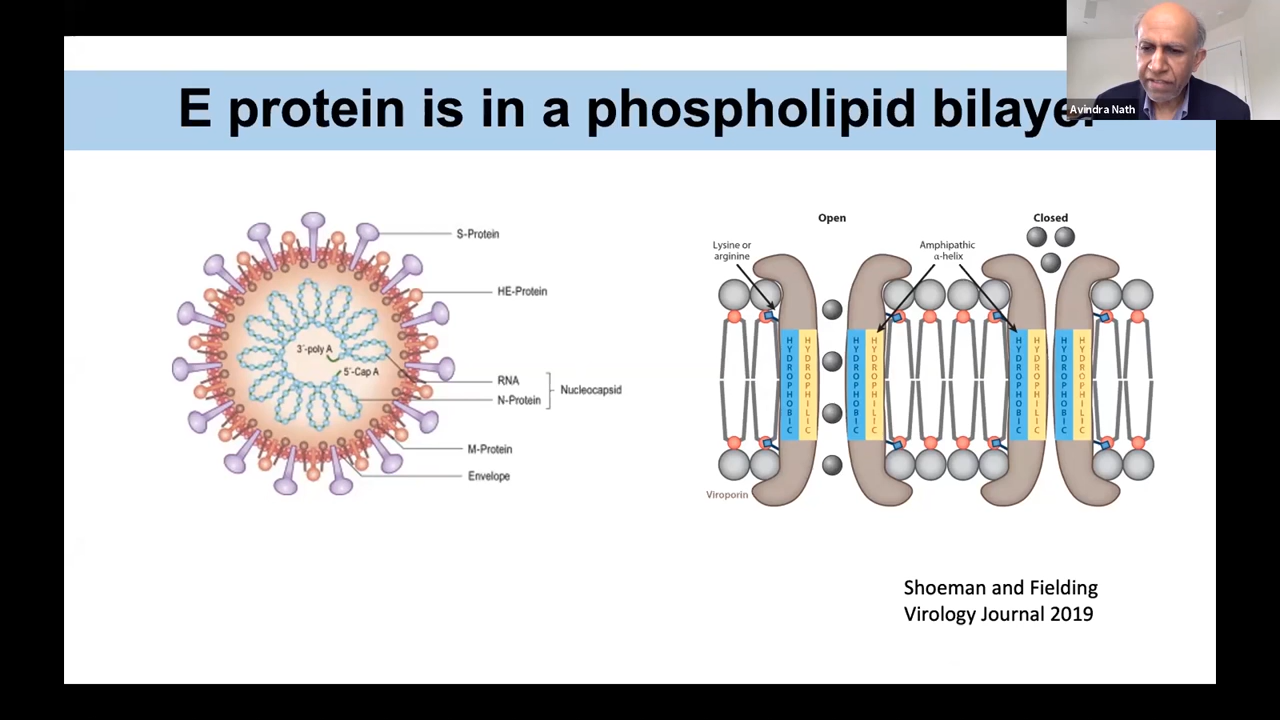 E protein is in a phospholipid bilayer
Avindra Nath
S-Protein
HE-Protein
3´-poly A
5´-Cap A
RNA
N-Protein
Nucleocapsid
M-Protein
Envelope
Open
Closed
Lysine or
arginine
Amphipathic
α-helix
HYDROPHOBIC
HYDROPHILIC
HYDROPHOBIC
HYDROPHILIC
HYDROPHOBIC
HYDROPHILIC
HYDROPHOBIC
HYDROPHILIC
Viroporin
Shoeman and Fielding
Virology Journal 2019